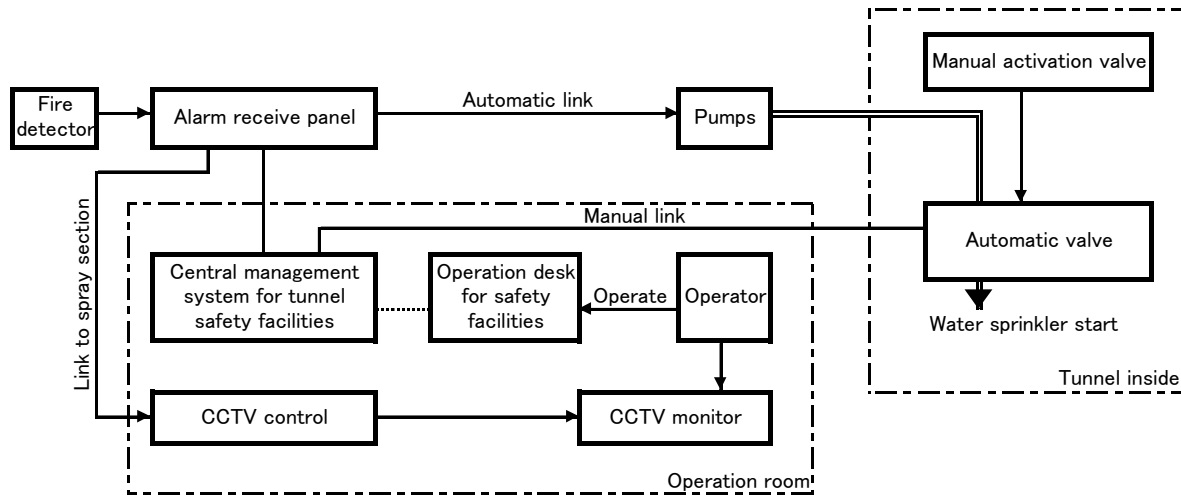 Manual activation valve
Fire
detector
Alarm receive panel
Automatic link
Pumps
Link to spray section
Manual link
Automatic valve
Central management
system for tunnel
safety facilities
Operation desk
for safety
facilities
Operate
Operator
Water sprinkler start
Tunnel inside
CCTV control
CCTV monitor
Operation room